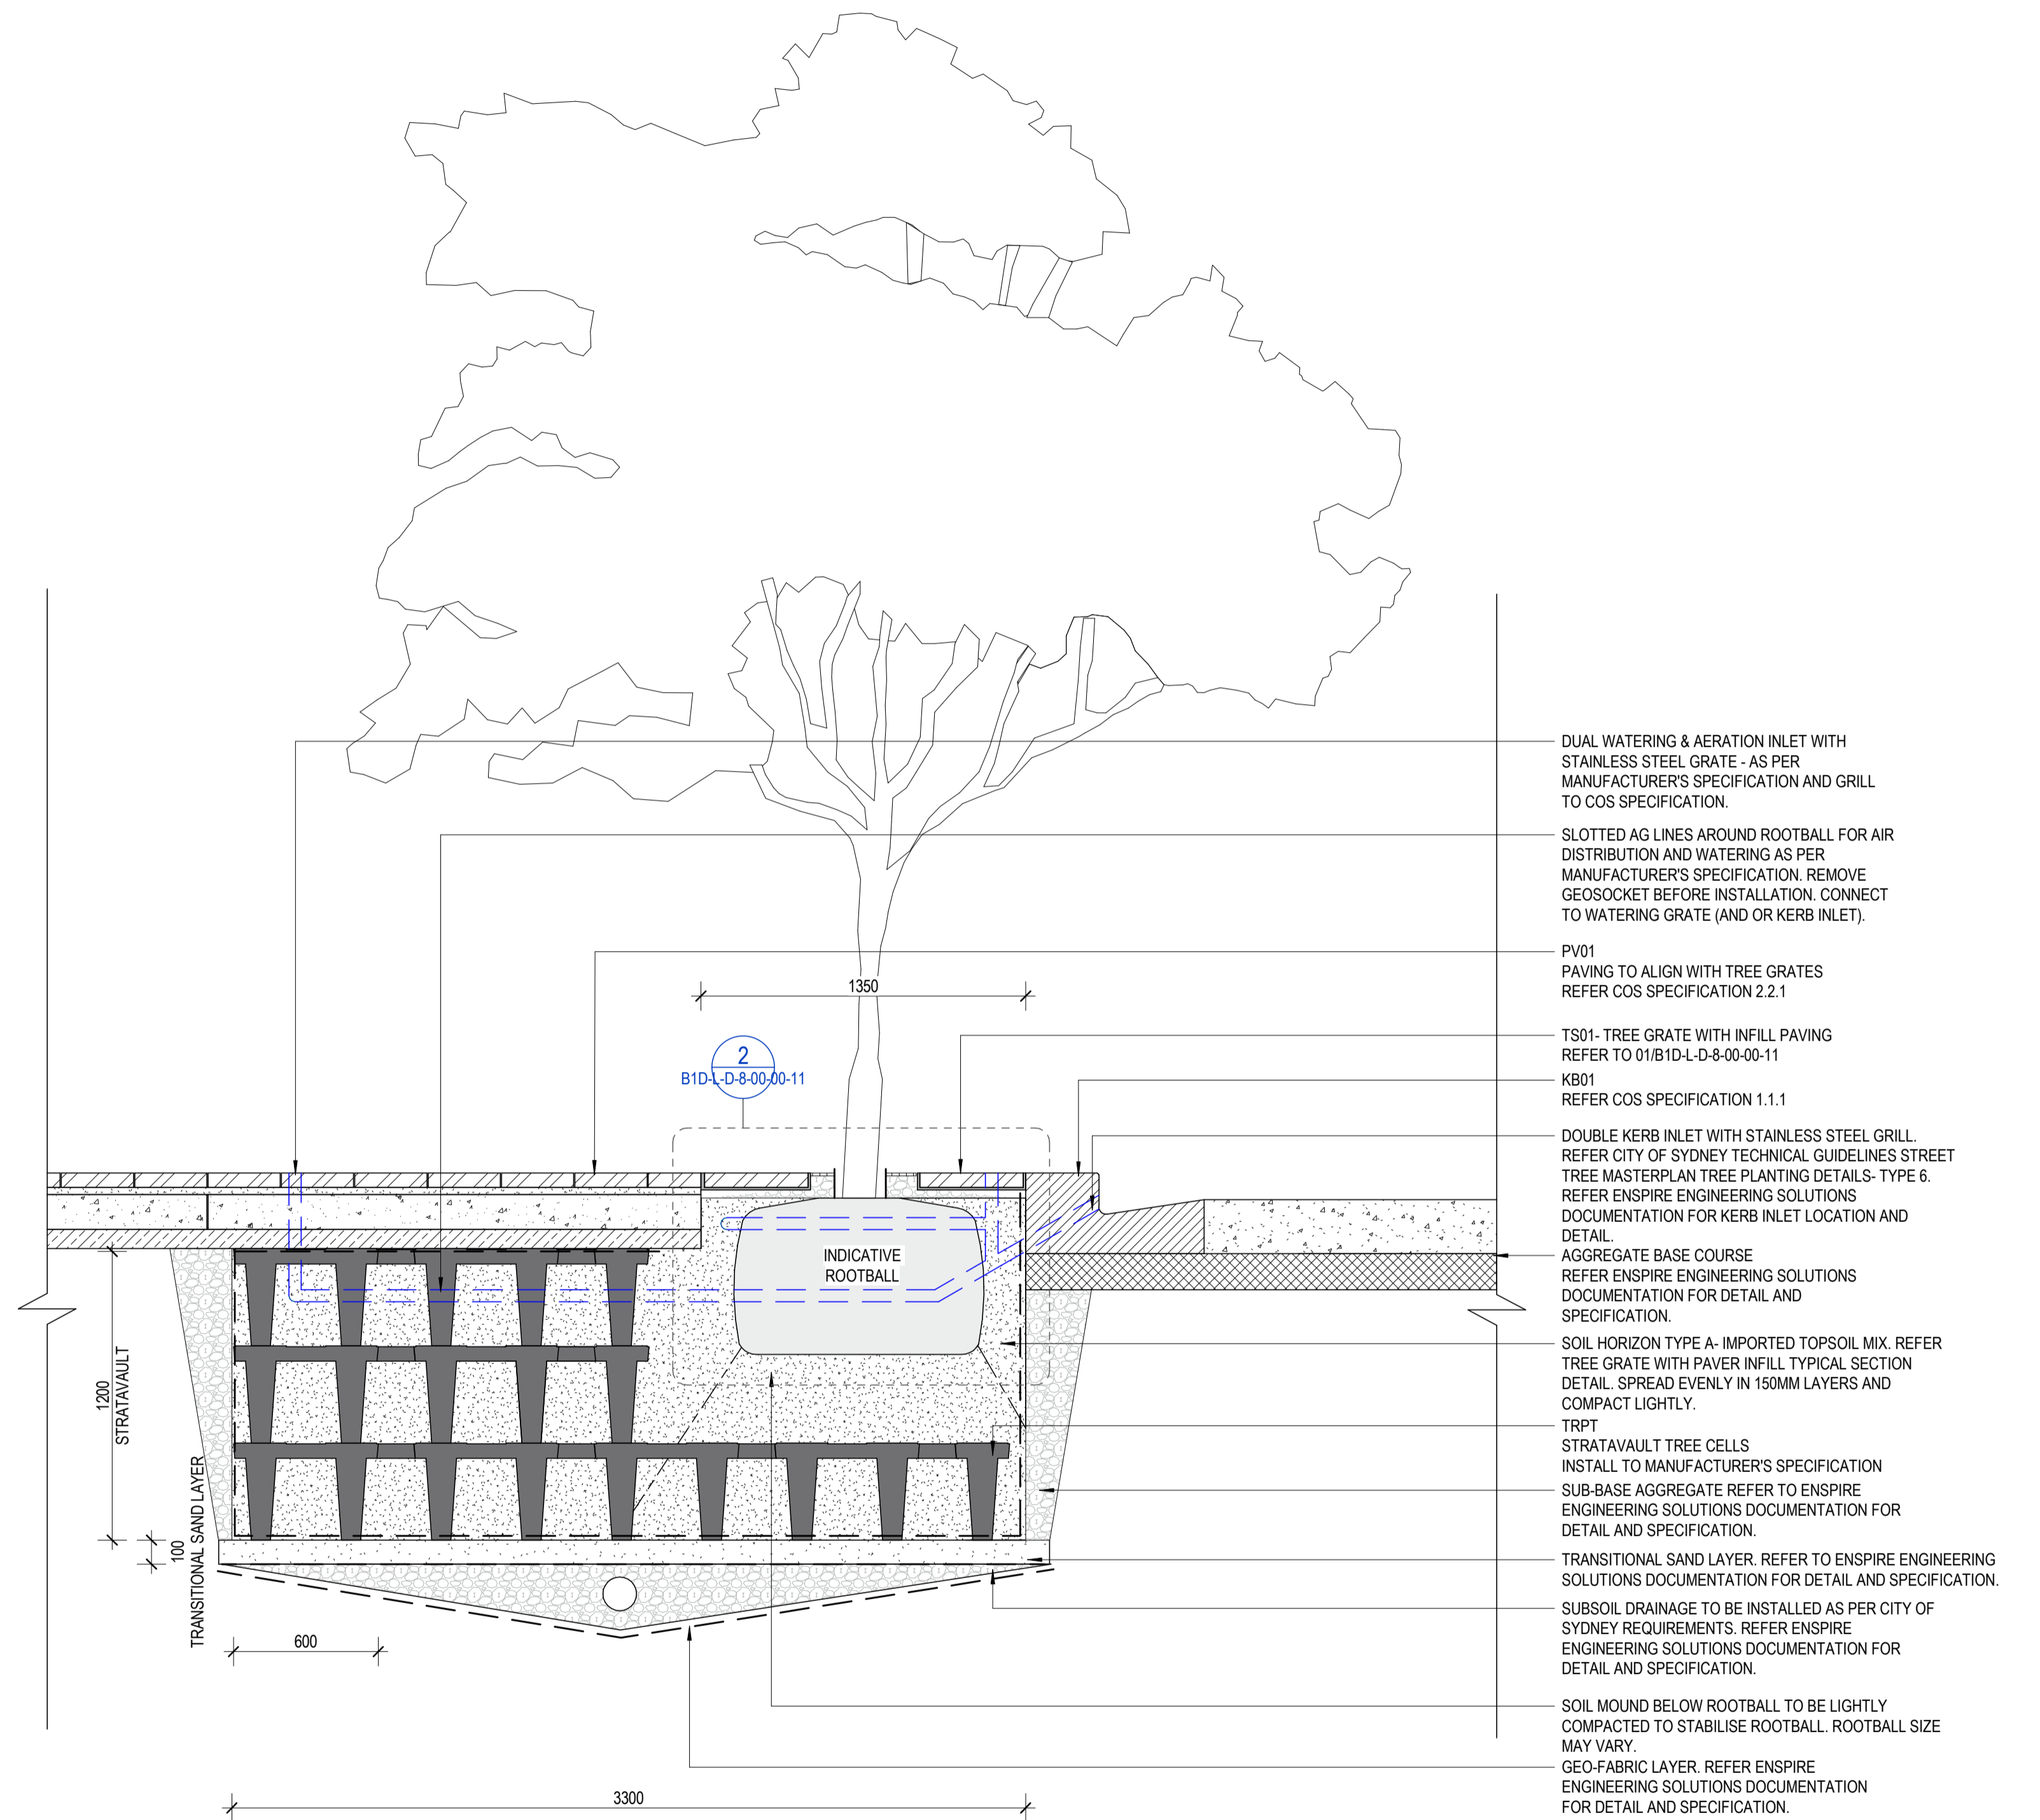 DUAL WATERING & AERATION INLET WITH
STAINLESS STEEL GRATE - AS PER
MANUFACTURER'S SPECIFICATION AND GRILL
TO COS SPECIFICATION.
SLOTTED AG LINES AROUND ROOTBALL FOR AIR
DISTRIBUTION AND WATERING AS PER
MANUFACTURER'S SPECIFICATION. REMOVE
GEOSOCKET BEFORE INSTALLATION. CONNECT
TO WATERING GRATE (AND OR KERB INLET).
PV01
PAVING TO ALIGN WITH TREE GRATES
REFER COS SPECIFICATION 2.2.1
1350
TS01- TREE GRATE WITH INFILL PAVING
REFER TO 01/B1D-L-D-8-00-00-11
2
B1D-L-D-8-00-00-11
KB01
REFER COS SPECIFICATION 1.1.1
DOUBLE KERB INLET WITH STAINLESS STEEL GRILL.
REFER CITY OF SYDNEY TECHNICAL GUIDELINES STREET
TREE MASTERPLAN TREE PLANTING DETAILS- TYPE 6.
REFER ENSPIRE ENGINEERING SOLUTIONS
DOCUMENTATION FOR KERB INLET LOCATION AND
DETAIL.
INDICATIVE
ROOTBALL
AGGREGATE BASE COURSE
REFER ENSPIRE ENGINEERING SOLUTIONS
DOCUMENTATION FOR DETAIL AND
SPECIFICATION.
SOIL HORIZON TYPE A- IMPORTED TOPSOIL MIX. REFER
TREE GRATE WITH PAVER INFILL TYPICAL SECTION
DETAIL. SPREAD EVENLY IN 150MM LAYERS AND
COMPACT LIGHTLY.
1200
STRATAVAULT
TRPT
STRATAVAULT TREE CELLS
INSTALL TO MANUFACTURER'S SPECIFICATION
SUB-BASE AGGREGATE REFER TO ENSPIRE
ENGINEERING SOLUTIONS DOCUMENTATION FOR
DETAIL AND SPECIFICATION.
100
TRANSITIONAL SAND LAYER
TRANSITIONAL SAND LAYER. REFER TO ENSPIRE ENGINEERING
SOLUTIONS DOCUMENTATION FOR DETAIL AND SPECIFICATION.
SUBSOIL DRAINAGE TO BE INSTALLED AS PER CITY OF
SYDNEY REQUIREMENTS. REFER ENSPIRE
ENGINEERING SOLUTIONS DOCUMENTATION FOR
DETAIL AND SPECIFICATION.
600
SOIL MOUND BELOW ROOTBALL TO BE LIGHTLY
COMPACTED TO STABILISE ROOTBALL. ROOTBALL SIZE
MAY VARY.
GEO-FABRIC LAYER. REFER ENSPIRE
ENGINEERING SOLUTIONS DOCUMENTATION
FOR DETAIL AND SPECIFICATION.
3300